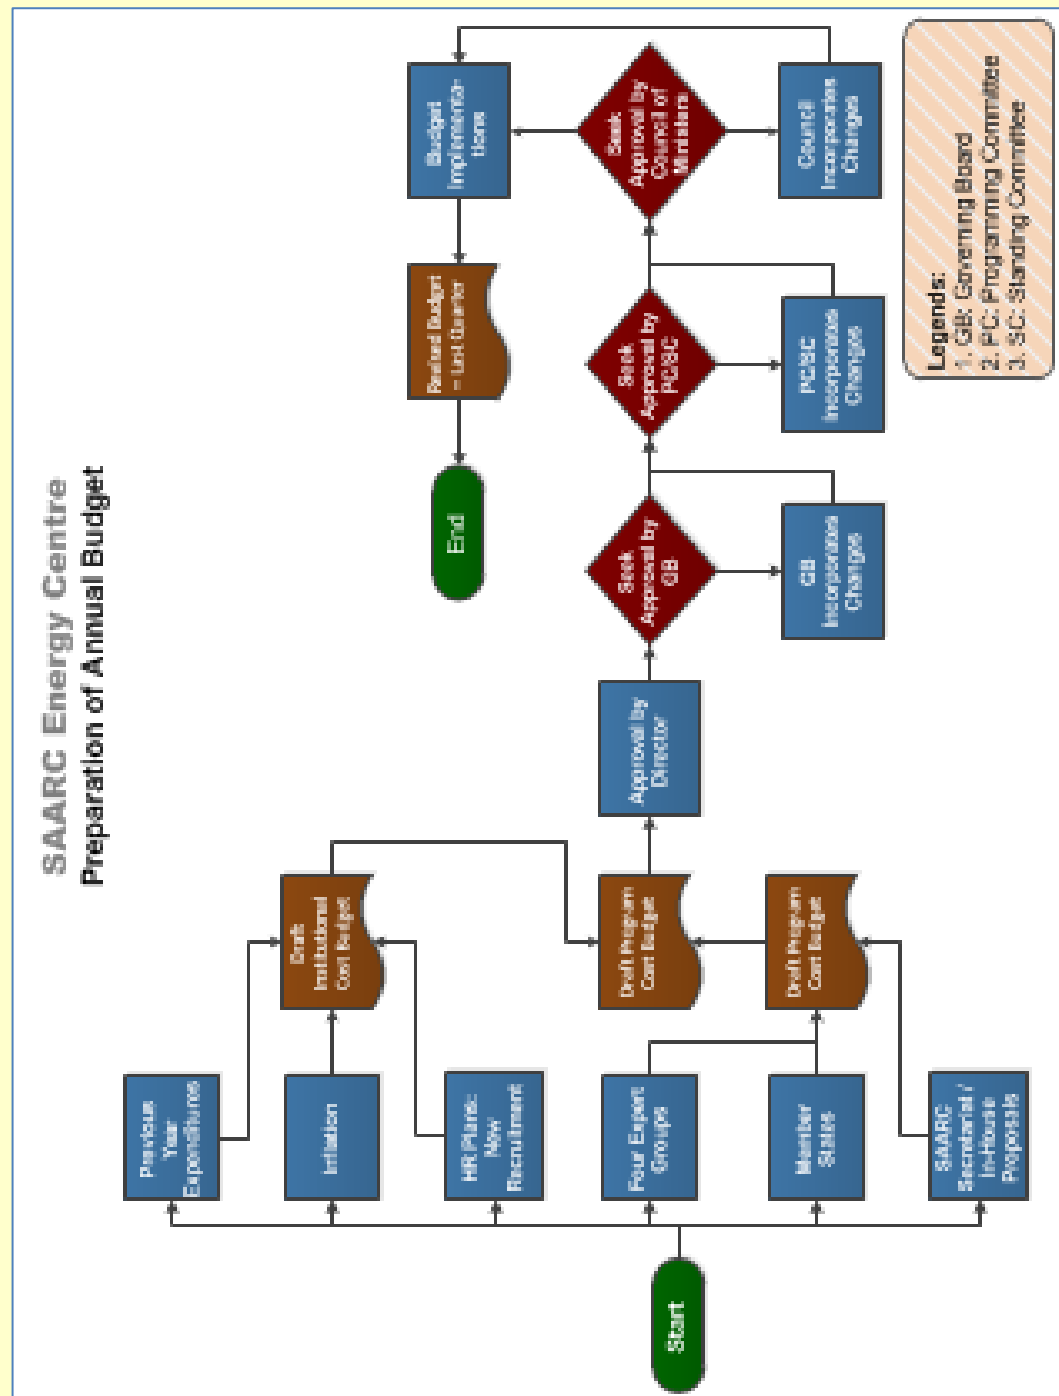 SAARC Energy Centre
Preparation of Annual Budget
Start
Previous
Year
Expenditures
Inflation
HR Plans:
New
Recruitment
Four Expert
Groups
Member
States
SAARC
Secretariat /
In-House
Proposals
Draft
Institutional
Cost Budget
Draft Program
Cost Budget
Draft Program
Cost Budget
Approval by
Director
Seek
Approval by
GB
GB
Incorporates
Changes
Seek
Approval by
PC/SC
PC/SC
Incorporates
Changes
Seek
Approval by
Council of
Ministers
Council
Incorporates
Changes
Budget
Implementa-
tions
Revised Budget
– Last Quarter
End
Legends:
1. GB: Governing Board
2. PC: Programming Committee
3. SC: Standing Committee